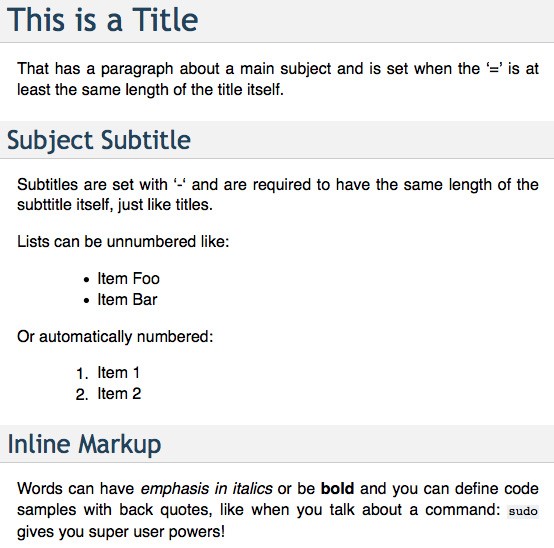 This is a Title
That has a paragraph about a main subject and is set when the ‘=’ is at
least the same length of the title itself.
Subject Subtitle
Subtitles are set with ‘-‘ and are required to have the same length of the
subttitle itself, just like titles.
Lists can be unnumbered like:
• Item Foo
• Item Bar
Or automatically numbered:
1. Item 1
2. Item 2
Inline Markup
Words can have emphasis in italics or be bold and you can define code
samples with back quotes, like when you talk about a command: sudo
gives you super user powers!